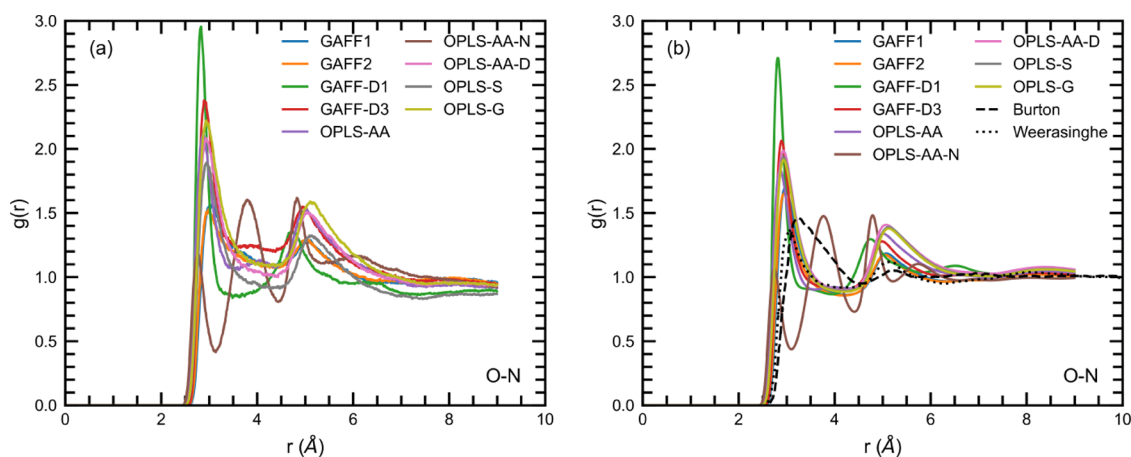 (a)
GAFF1
GAFF2
GAFF-D1
GAFF-D3
OPLS-AA
OPLS-AA-N
OPLS-AA-D
OPLS-S
OPLS-G
3.0
2.5
2.0
1.5
1.0
0.5
0.0
g(r)
O-N
0 2 4 6 8 10
r (Å)
(b)
GAFF1
GAFF2
GAFF-D1
GAFF-D3
OPLS-AA
OPLS-AA-N
OPLS-AA-D
OPLS-S
OPLS-G
Burton
Weerasinghe
3.0
2.5
2.0
1.5
1.0
0.5
0.0
g(r)
O-N
0 2 4 6 8 10
r (Å)